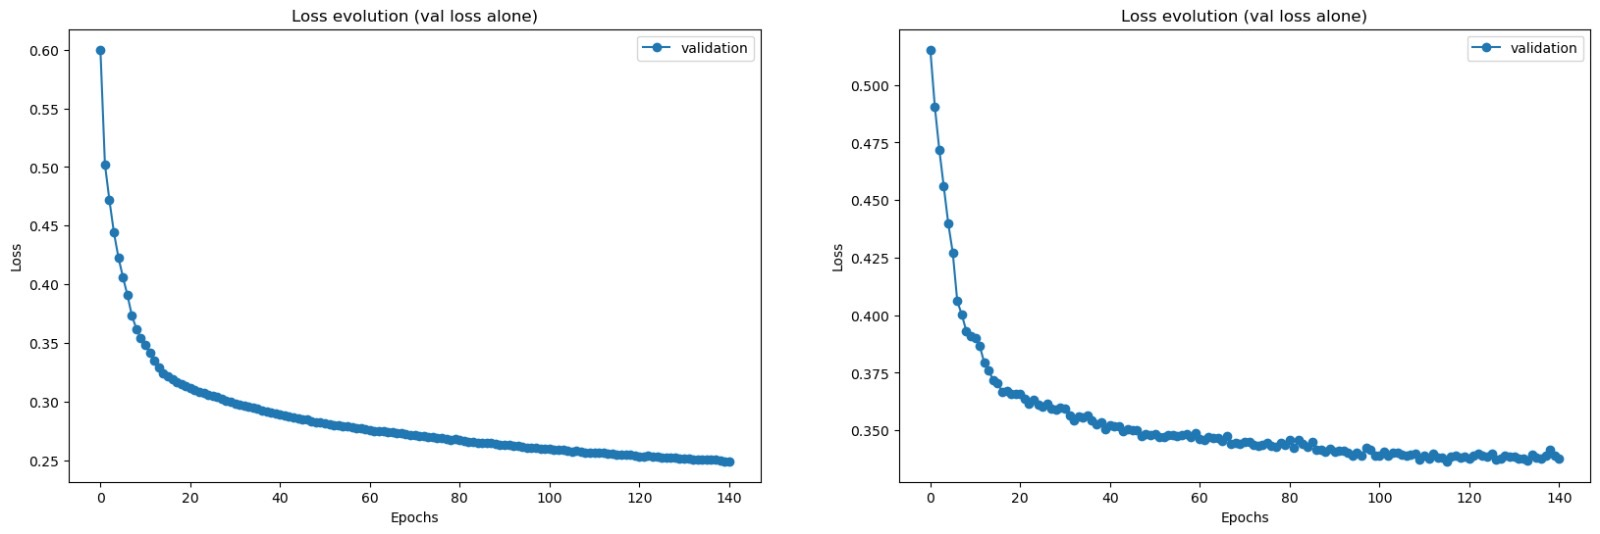 Loss evolution (val loss alone)
validation
0.60
0.55
0.50
0.45
0.40
0.35
0.30
0.25
Loss
0 20 40 60 80 100 120 140
Epochs
Loss evolution (val loss alone)
validation
0.500
0.475
0.450
0.425
0.400
0.375
0.350
Loss
0 20 40 60 80 100 120 140
Epochs